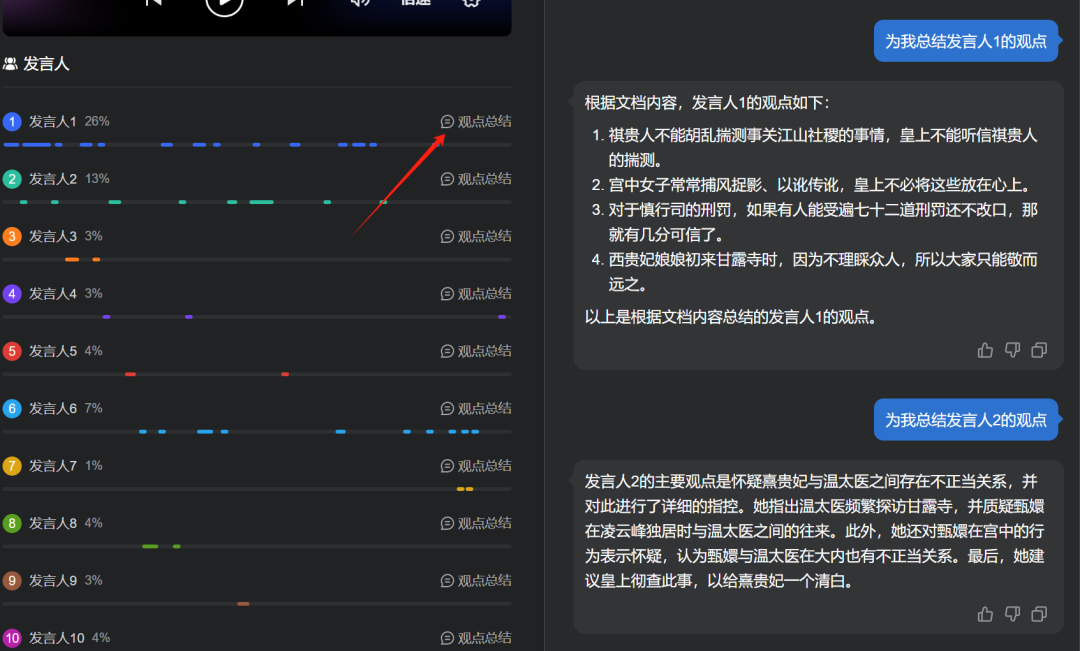 倍速
发言人
1 发言人1 26% 观点总结
2 发言人2 13% 观点总结
3 发言人3 3% 观点总结
4 发言人4 3% 观点总结
5 发言人5 4% 观点总结
6 发言人6 7% 观点总结
7 发言人7 1% 观点总结
8 发言人8 4% 观点总结
9 发言人9 3% 观点总结
10 发言人10 4% 观点总结
为我总结发言人1的观点
根据文档内容，发言人1的观点如下：
1. 祺贵人不能胡乱揣测事关江山社稷的事情，皇上不能听信祺贵人
的揣测。
2. 宫中女子常常捕风捉影、以讹传讹，皇上不必将这些放在心上。
3. 对于慎行司的刑罚，如果有人能受遍七十二道刑罚还不改口，那
就有几分可信了。
4. 西贵妃娘娘初来甘露寺时，因为不理睬众人，所以大家只能敬而
远之。
以上是根据文档内容总结的发言人1的观点。
为我总结发言人2的观点
发言人2的主要观点是怀疑熹贵妃与温太医之间存在不正当关系，并
对此进行了详细的指控。她指出温太医频繁探访甘露寺，并质疑甄嬛
在凌云峰独居时与温太医之间的往来。此外，她还对甄嬛在宫中的行
为表示怀疑，认为甄嬛与温太医在大内也有不正当关系。最后，她建
议皇上彻查此事，以给熹贵妃一个清白。